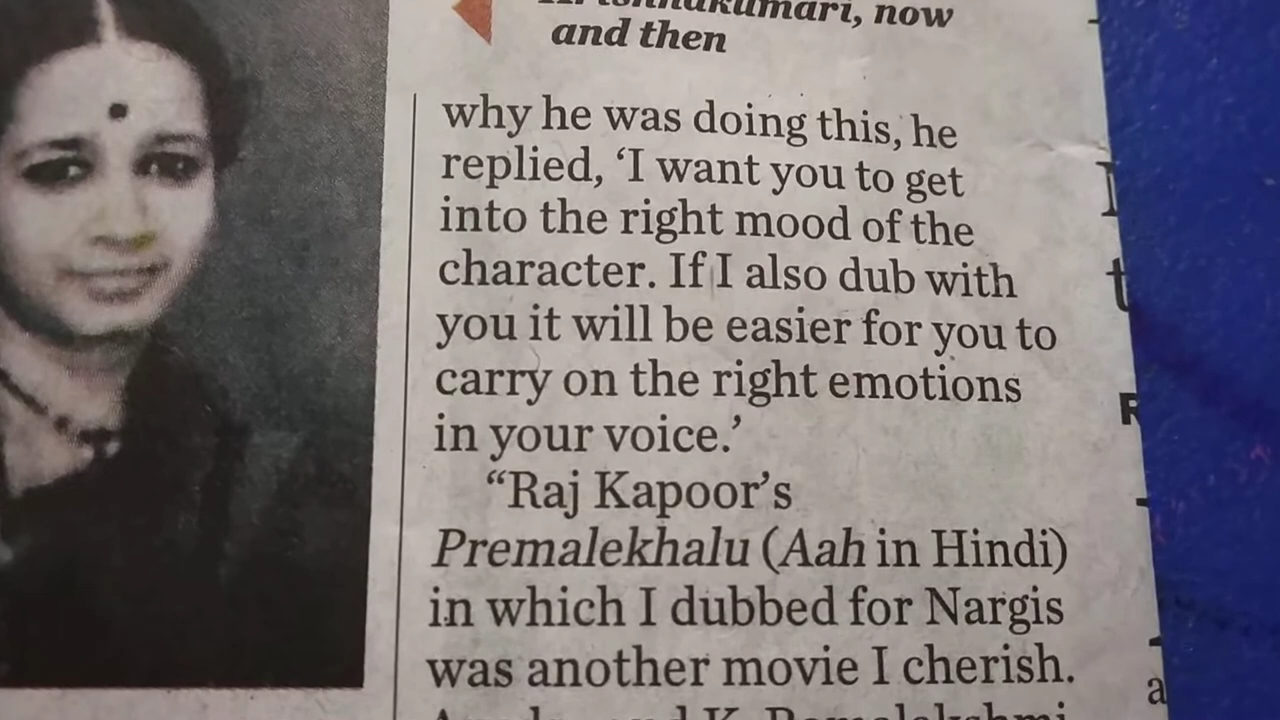 now
and then
why he was doing this, he
replied, ‘I want you to get
into the right mood of the
character. If I also dub with
you it will be easier for you to
carry on the right emotions
in your voice.’
“Raj Kapoor’s
Premalekhalu (Aah in Hindi)
in which I dubbed for Nargis
was another movie I cherish.